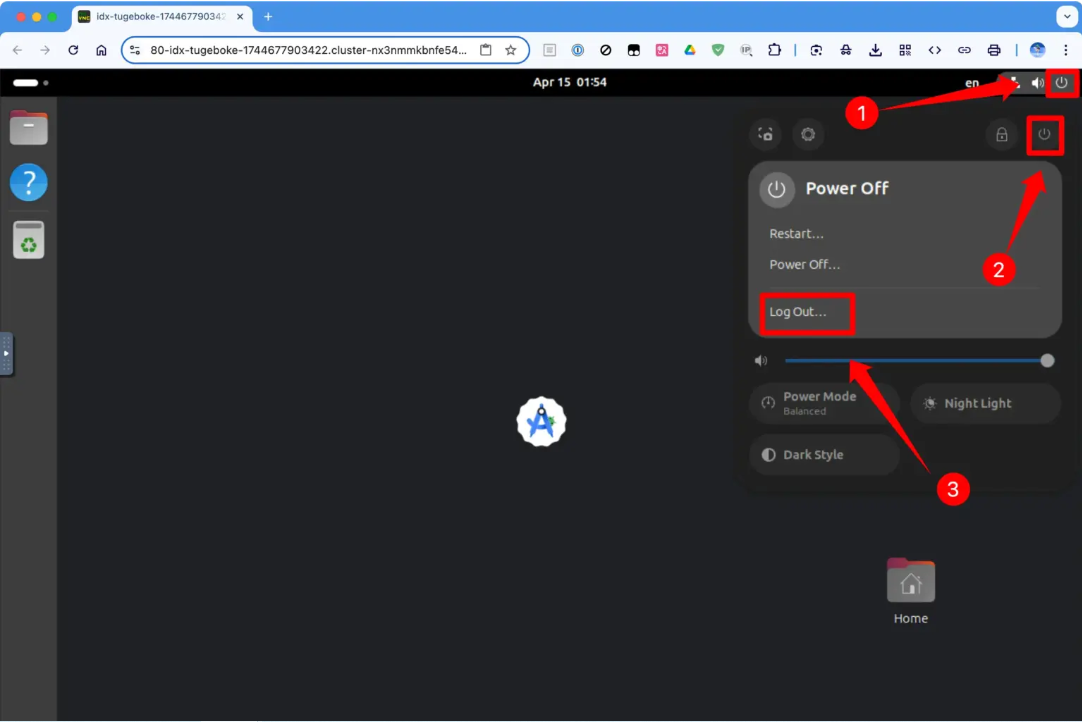 idx-tugeboke-17446779034
80-idx-tugeboke-1744677903422.cluster-nx3nmmkbnfe54...
Apr 15 01:54
en
1
Power Off
Restart...
Power Off...
2
Log Out...
Power Mode
Balanced
Night Light
Dark Style
3
Home